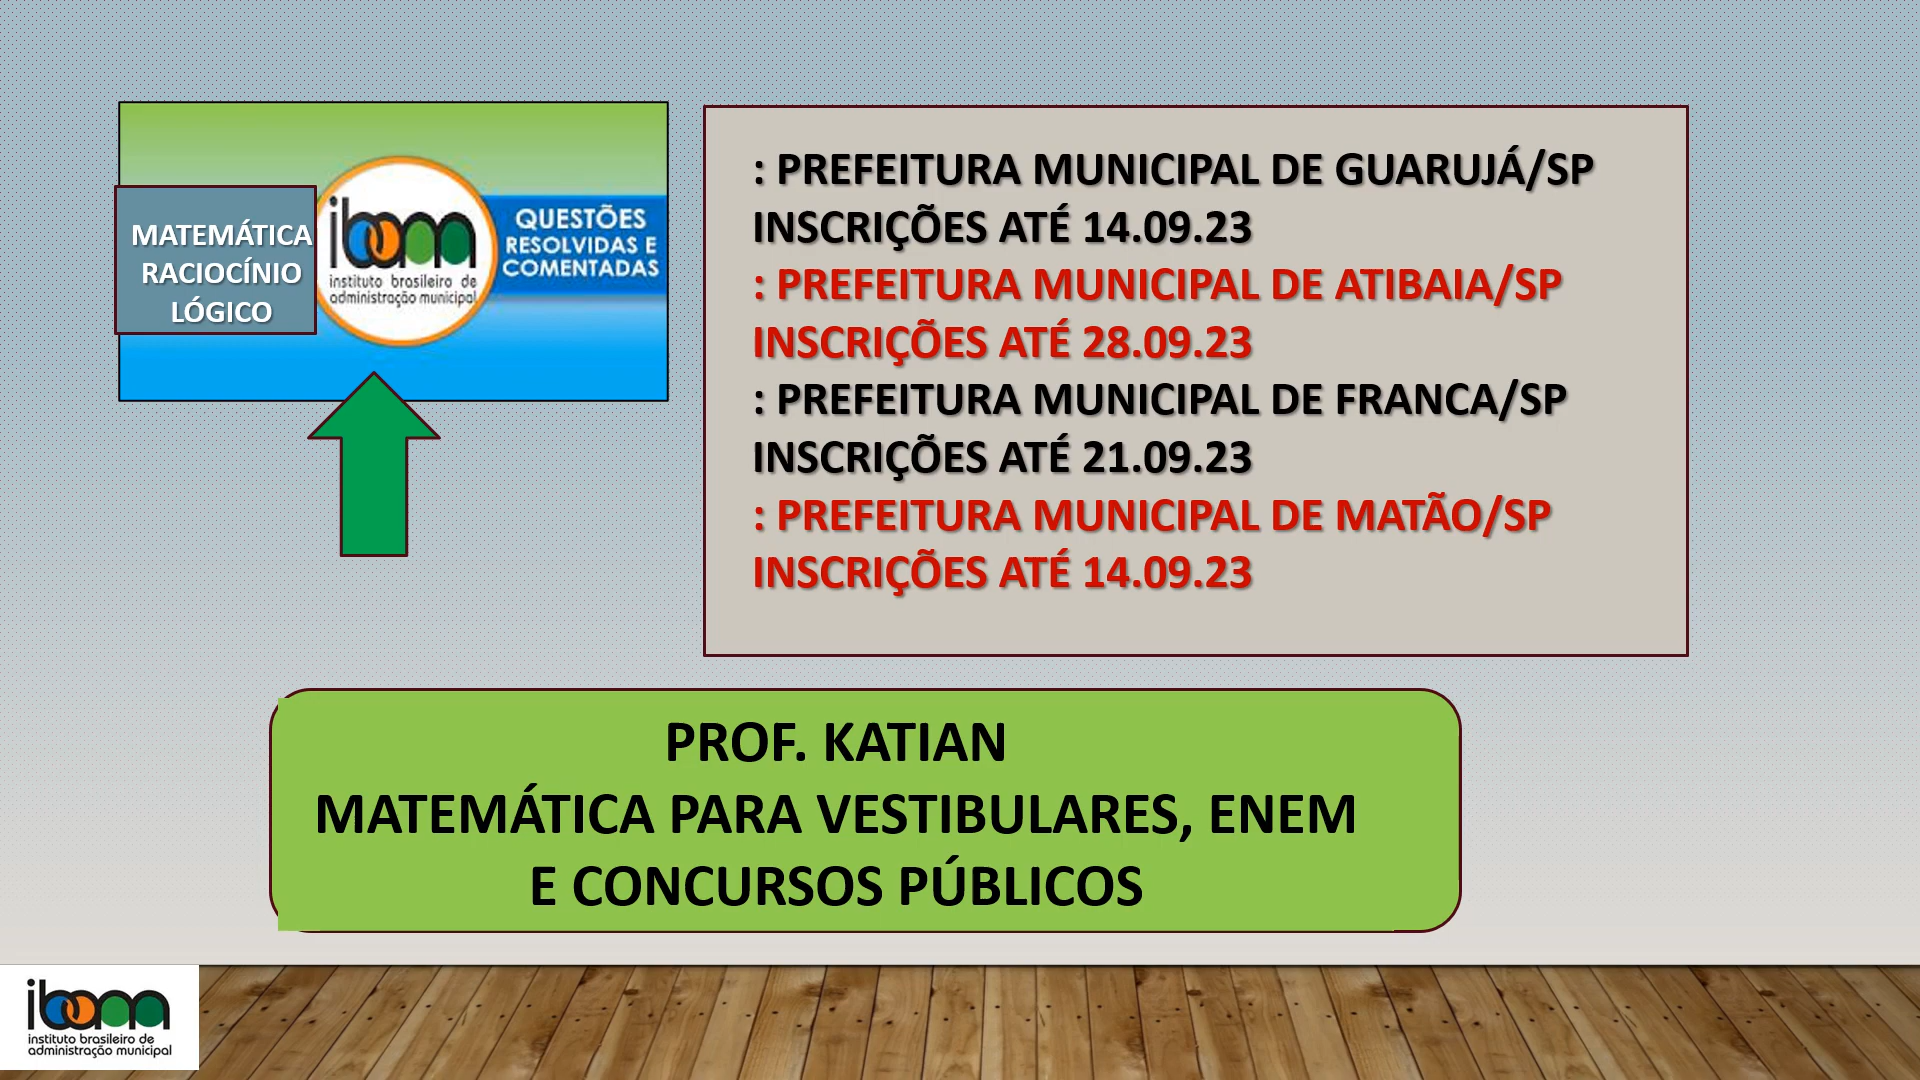 MATEMÁTICA
RACIOCÍNIO
LÓGICO
ibam
instituto brasileiro de
administração municipal
QUESTÕES
RESOLVIDAS E
COMENTADAS
: PREFEITURA MUNICIPAL DE GUARUJÁ/SP
INSCRIÇÕES ATÉ 14.09.23
: PREFEITURA MUNICIPAL DE ATIBAIA/SP
INSCRIÇÕES ATÉ 28.09.23
: PREFEITURA MUNICIPAL DE FRANCA/SP
INSCRIÇÕES ATÉ 21.09.23
: PREFEITURA MUNICIPAL DE MATÃO/SP
INSCRIÇÕES ATÉ 14.09.23
PROF. KATIAN
MATEMÁTICA PARA VESTIBULARES, ENEM
E CONCURSOS PÚBLICOS
ibam
instituto brasileiro de
administração municipal